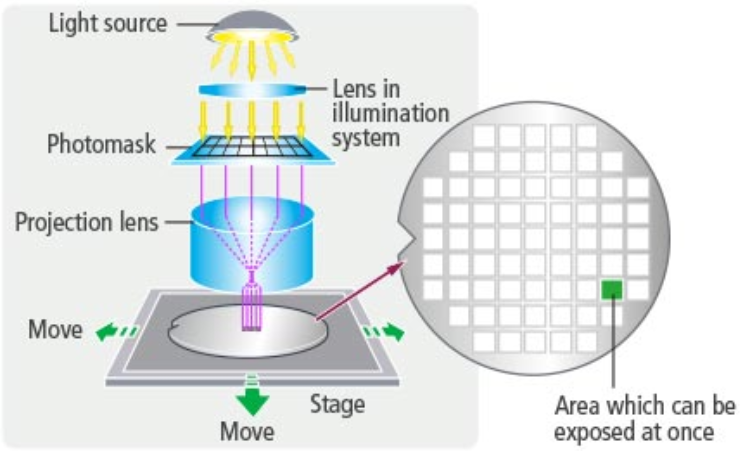 Light source
Lens in
illumination
system
Photomask
Projection lens
Move
Stage
Move
Area which can be
exposed at once